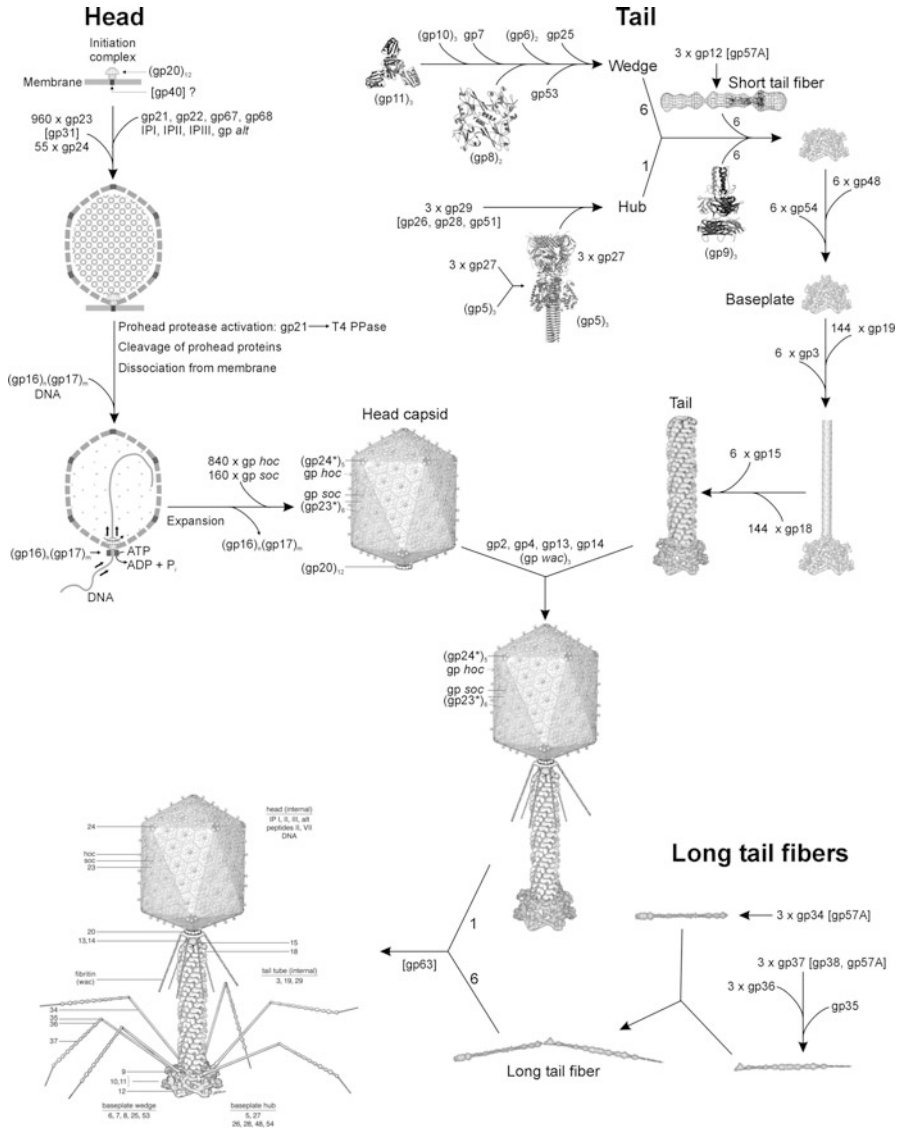 Head
Initiation
complex
(gp20)₁₂
Membrane
[gp40] ?
960 x gp23
[gp31]
55 x gp24
gp21, gp22, gp67, gp68
IPI, IPII, IPIII, gp alt
Prohead protease activation: gp21 → T4 PPase
Cleavage of prohead proteins
Dissociation from membrane
(gp16)ₙ(gp17)ₘ
DNA
(gp16)ₙ(gp17)ₘ
ATP
ADP + Pᵢ
DNA
840 x gp hoc
160 x gp soc
Expansion
(gp16)ₙ(gp17)ₘ
Head capsid
(gp24*)₅
gp hoc
gp soc
(gp23*)₆
(gp20)₁₂
Tail
(gp11)₃
(gp10)₃
gp7
(gp6)₂
gp25
(gp8)₂
gp53
Wedge
6
1
Hub
3 x gp29
[gp26, gp28, gp51]
3 x gp27
(gp5)₃
3 x gp27
(gp5)₃
3 x gp12 [gp57A]
Short tail fiber
6
6
(gp9)₃
6 x gp48
6 x gp54
Baseplate
144 x gp19
6 x gp3
Tail
6 x gp15
144 x gp18
gp2, gp4, gp13, gp14
(gp wac)₃
(gp24*)₅
gp hoc
gp soc
(gp23*)₆
1
6
[gp63]
Long tail fibers
3 x gp34 [gp57A]
3 x gp37 [gp38, gp57A]
3 x gp36
gp35
Long tail fiber
head (internal)
IP I, II, III, alt
peptides II, VII
DNA
24
hoc
soc
23
20
13,14
15
18
fibritin
(wac)
tail tube (internal)
3, 19, 29
34
35
36
37
9
10,11
12
baseplate wedge
6, 7, 8, 25, 53
baseplate hub
5, 27
26, 28, 48, 54